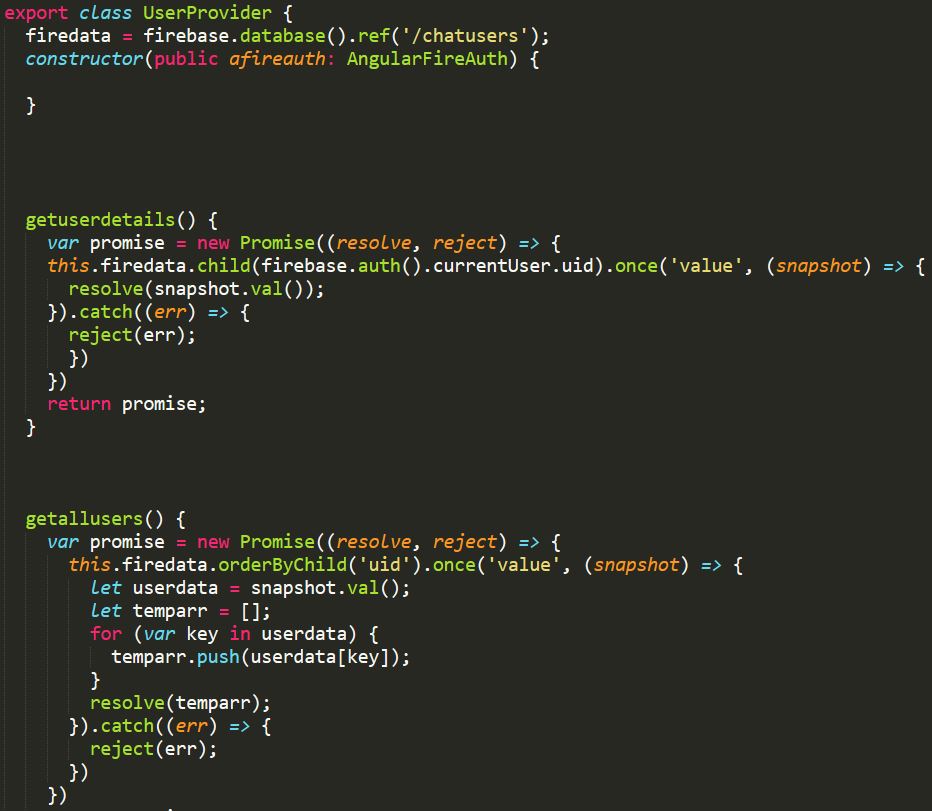 export class UserProvider {
  firedata = firebase.database().ref('/chatusers');
  constructor(public afireauth: AngularFireAuth) {

  }

  getuserdetails() {
    var promise = new Promise((resolve, reject) => {
    this.firedata.child(firebase.auth().currentUser.uid).once('value', (snapshot) => {
      resolve(snapshot.val());
    }).catch((err) => {
      reject(err);
      })
    })
    return promise;
  }

  getallusers() {
    var promise = new Promise((resolve, reject) => {
      this.firedata.orderByChild('uid').once('value', (snapshot) => {
        let userdata = snapshot.val();
        let temparr = [];
        for (var key in userdata) {
          temparr.push(userdata[key]);
        }
        resolve(temparr);
      }).catch((err) => {
        reject(err);
      })
    })